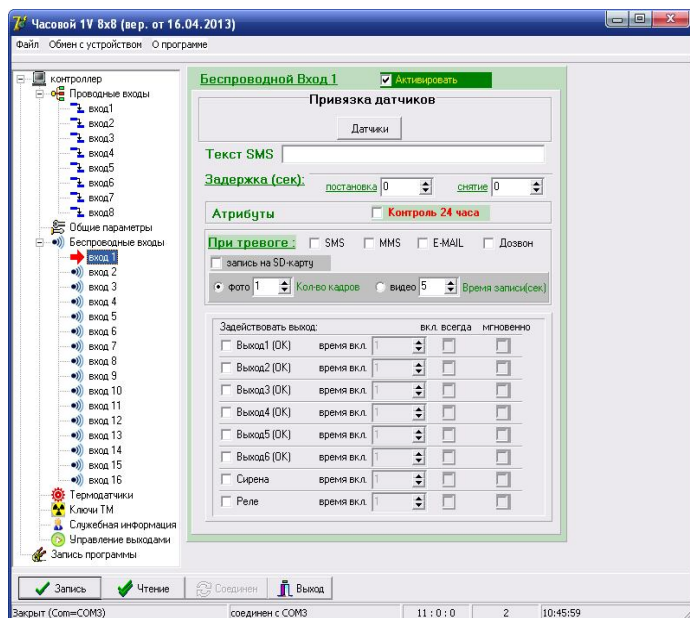 Часовой 1V 8x8 (вер. от 16.04.2013)
Файл Обмен с устройством О программе
контроллер
Проводные входы
вход1
вход2
вход3
вход4
вход5
вход6
вход7
вход8
Общие параметры
Беспроводные входы
вход 1
вход 2
вход 3
вход 4
вход 5
вход 6
вход 7
вход 8
вход 9
вход 10
вход 11
вход 12
вход 13
вход 14
вход 15
вход 16
Термодатчики
Ключи ТМ
Служебная информация
Управление выходами
Запись программы
Беспроводной Вход 1 Активировать
Привязка датчиков
Датчики
Текст SMS
Задержка (сек): постановка 0 снятие 0
Атрибуты Контроль 24 часа
При тревоге : SMS MMS E-MAIL Дозвон
запись на SD-карту
фото 1 Кол-во кадров видео 5 Время записи(сек)
Задействовать выход: вкл. всегда мгновенно
Выход1 (ОК) время вкл. 1
Выход2 (ОК) время вкл. 1
Выход3 (ОК) время вкл. 1
Выход4 (ОК) время вкл. 1
Выход5 (ОК) время вкл. 1
Выход6 (ОК) время вкл. 1
Сирена время вкл. 1
Реле время вкл. 1
Запись Чтение Соединен Выход
Закрыт (Com=COM3) соединен с COM3 11 : 0 : 0 2 10:45:59